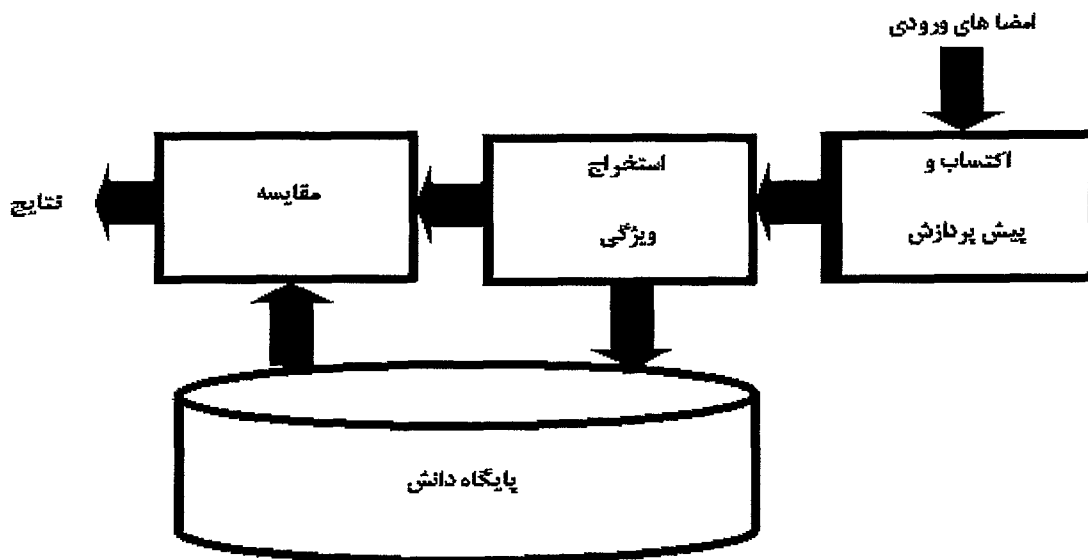 امضا های ورودی
اکتساب و
پیش پردازش
استخراج
ویژگی
مقایسه
نتایج
پایگاه دانش